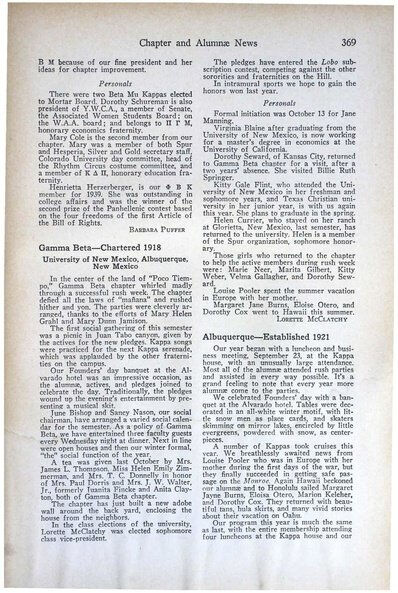 Chapter and Alumnæ News 369
B M because of our fine president and her
ideas for chapter improvement.
Personals
There were two Beta Mu Kappas elected
to Mortar Board. Dorothy Schureman is also
president of Y.W.C.A., a member of Senate,
the Associated Women Students Board; on
the W.A.A. board; and belongs to Π Γ Μ,
honorary economics fraternity.
Mary Cole is the second member from our
chapter. Mary was a member of both Spur
and Hesperia, Silver and Gold secretary staff,
Colorado University day committee, head of
the Rhythm Circus costume committee, and
a member of K Δ Π, honorary education fra-
ternity.
Henrietta Herzerberger, is our Φ B K
member for 1939. She was outstanding in
college affairs and was the winner of the
second prize of the Panhellenic contest based
on the four freedoms of the first Article of
the Bill of Rights.
BARBARA PUFFER
Gamma Beta—Chartered 1918
University of New Mexico, Albuquerque,
New Mexico
In the center of the land of "Poco Tiem-
po," Gamma Beta chapter whirled madly
through a successful rush week. The chapter
defied all the laws of "mañana" and rushed
hither and yon. The parties were cleverly ar-
ranged, thanks to the efforts of Mary Helen
Grahl and Mary Dunn Jamison.
The first social gathering of this semester
was a picnic in Juan Tabo canyon, given by
the actives for the new pledges. Kappa songs
were practiced for the next Kappa serenade,
which was applauded by the other fraterni-
ties on the campus.
Our Founders' day banquet at the Al-
varado hotel was an impressive occasion, as
the alumnæ, actives, and pledges joined to
celebrate the day. Traditionally, the pledges
wound up the evening's entertainment by pre-
senting a musical skit.
June Bishop and Samey Nason, our social
chairman, have arranged a varied social calen-
dar for the semester. As a policy of Gamma
Beta, we have entertained three faculty guests
every Wednesday night at dinner. Next in line
were open houses and then our winter formal,
"the" social function of the year.
A tea was given last October by Mrs.
James L. Thompson, Miss Helen Emily Zim-
merman, and Mrs. T. C. Donnelly in honor
of Mrs. Paul Dorris and Mrs. J. W. Walter,
Jr., formerly Juanita Fincke and Anita Clay-
ton, both of Gamma Beta chapter.
The chapter has just built a new adobe
wall around the back yard, enclosing the
house from the neighbors.
In the class elections of the university,
Lorette McClatchy was elected sophomore
class vice-president.
The pledges have entered the Lobo sub-
scription contest, competing against the other
sororities and fraternities on the Hill.
In intramural sports we hope to gain the
honors won last year.
Personals
Formal initiation was October 13 for Jane
Manning.
Virginia Blaine after graduating from the
University of New Mexico, is now working
for a master's degree in economics at the
University of California.
Dorothy Seward, of Kansas City, returned
to Gamma Beta chapter for a visit, after a
two years' absence. She visited Billie Ruth
Springer.
Kitty Gale Flint, who attended the Uni-
versity of New Mexico in her freshman and
sophomore years, and Texas Christian uni-
versity in her junior year, is with us again
this year. She plans to graduate in the spring.
Helen Currier, who stayed on her ranch
at Glorietta, New Mexico, last semester, has
returned to the university. Helen is a member
of the Spur organization, sophomore honor-
ary.
Those girls who returned to the chapter
to help the active members during rush week
were: Marie Neer, Marita Gilbert, Kitty
Weber, Velma Gallagher, and Dorothy Sew-
ard.
Louise Pooler spent the summer vacation
in Europe with her mother.
Margaret Jane Burns, Eloise Otero, and
Dorothy Cox went to Hawaii this summer.
LORETTE McCLATCHY
Albuquerque—Established 1921
Our year began with a luncheon and busi-
ness meeting, September 23, at the Kappa
house, with an unusually large attendance.
Most all of the alumnæ attended rush parties
and assisted in every way possible. It's a
grand feeling to note that every year more
alumnæ come to the parties.
We celebrated Founders' day with a ban-
quet at the Alvarado hotel. Tables were dec-
orated in an all-white winter motif, with lit-
tle snow men as place cards, and skaters
skimming on mirror lakes, encircled by little
evergreens, powdered with snow, as center-
pieces.
A number of Kappas took cruises this
year. We breathlessly awaited news from
Louise Pooler who was in Europe with her
mother during the first days of the war, but
they finally succeeded in getting safe pass-
age on the Monroe. Again Hawaii beckoned
our alumnæ and to Honolulu sailed Margaret
Jayne Burns, Eloisa Otero, Marion Keleher,
and Dorothy Cox. They returned with beau-
tiful tans, hula skirts, and many vivid stories
about their vacation on Oahu.
Our program this year is much the same
as last, with the entire membership attending
four luncheons at the Kappa house and our